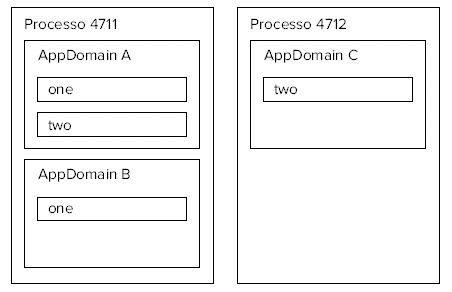 Processo 4711
AppDomain A
one
two
AppDomain B
one
Processo 4712
AppDomain C
two